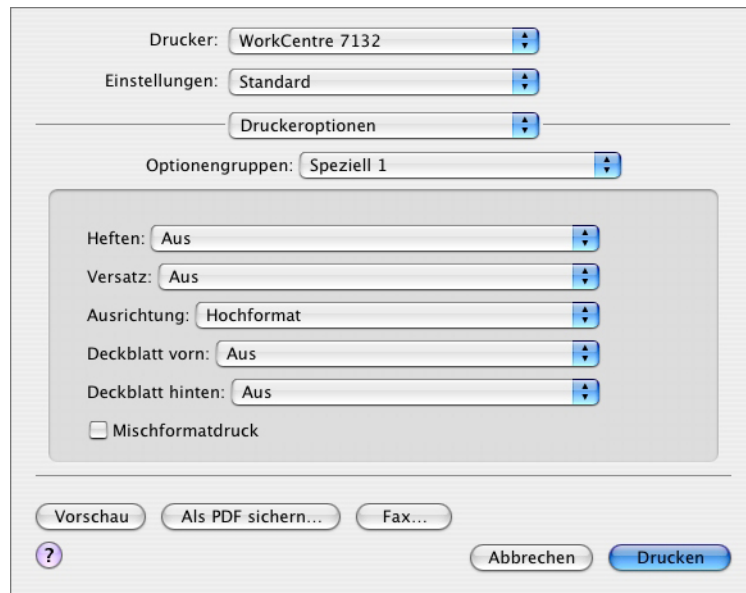 Drucker: WorkCentre 7132
Einstellungen: Standard
Druckeroptionen
Optionengruppen: Speziell 1
Heften: Aus
Versatz: Aus
Ausrichtung: Hochformat
Deckblatt vorn: Aus
Deckblatt hinten: Aus
Mischformatdruck
Vorschau Als PDF sichern... Fax...
? Abbrechen Drucken